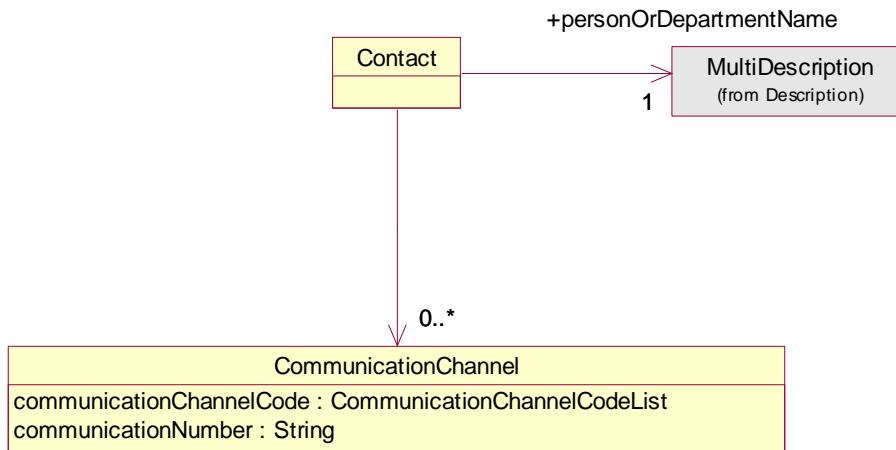 +personOrDepartmentName
Contact
MultiDescription
(from Description)
1
0..*
CommunicationChannel
communicationChannelCode : CommunicationChannelCodeList
communicationNumber : String